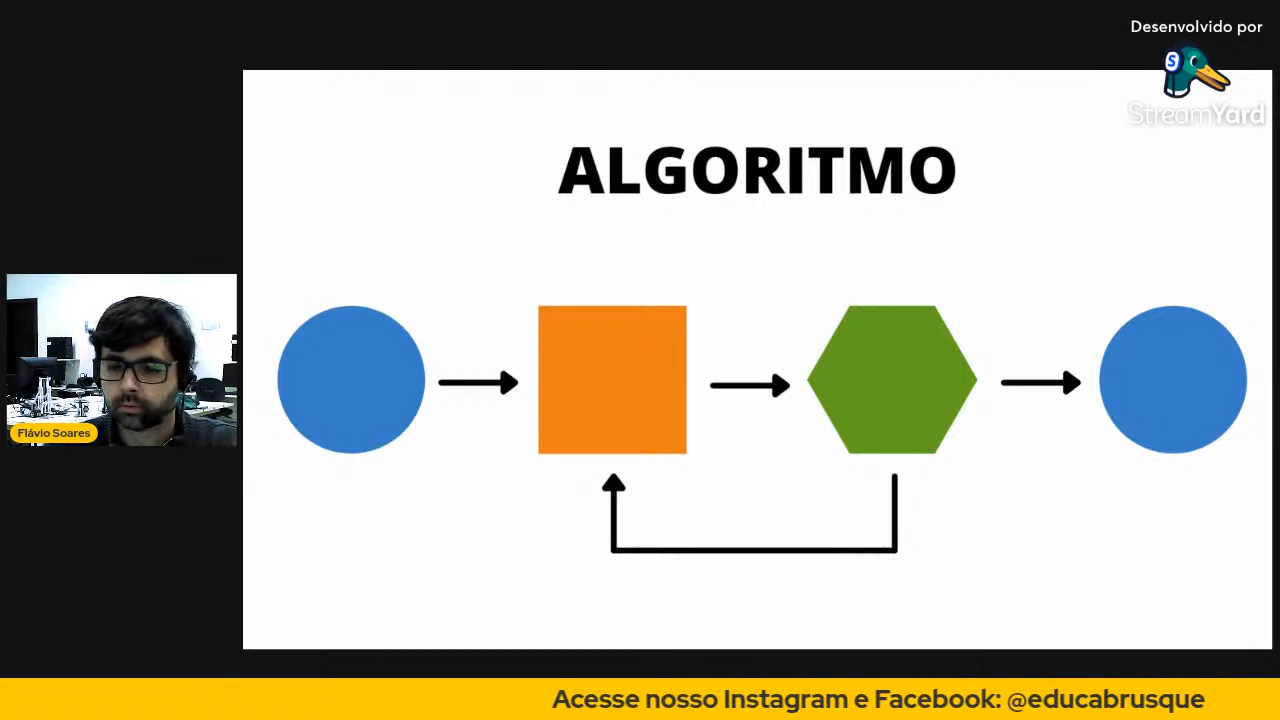 Desenvolvido por
S
StreamYard
ALGORITMO
Flávio Soares
Acesse nosso Instagram e Facebook: @educabrusque